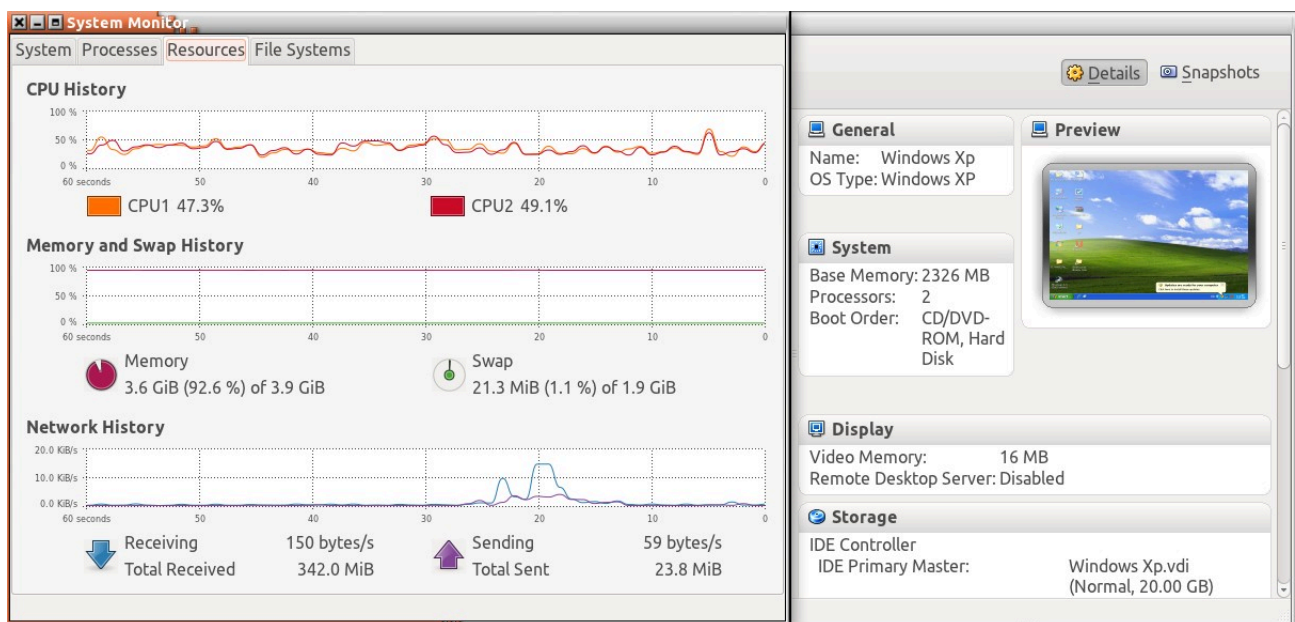 System Monitor
System Processes Resources File Systems
CPU History
100 %
50 %
0 %
60 seconds 50 40 30 20 10 0
CPU1 47.3% CPU2 49.1%
Memory and Swap History
100 %
50 %
0 %
60 seconds 50 40 30 20 10 0
Memory
3.6 GiB (92.6 %) of 3.9 GiB
Swap
21.3 MiB (1.1 %) of 1.9 GiB
Network History
20.0 KiB/s
10.0 KiB/s
0.0 KiB/s
60 seconds 50 40 30 20 10 0
Receiving 150 bytes/s
Total Received 342.0 MiB
Sending 59 bytes/s
Total Sent 23.8 MiB
Details Snapshots
General
Name: Windows Xp
OS Type: Windows XP
Preview
System
Base Memory: 2326 MB
Processors: 2
Boot Order: CD/DVD-
ROM, Hard
Disk
Display
Video Memory: 16 MB
Remote Desktop Server: Disabled
Storage
IDE Controller
IDE Primary Master: Windows Xp.vdi
(Normal, 20.00 GB)